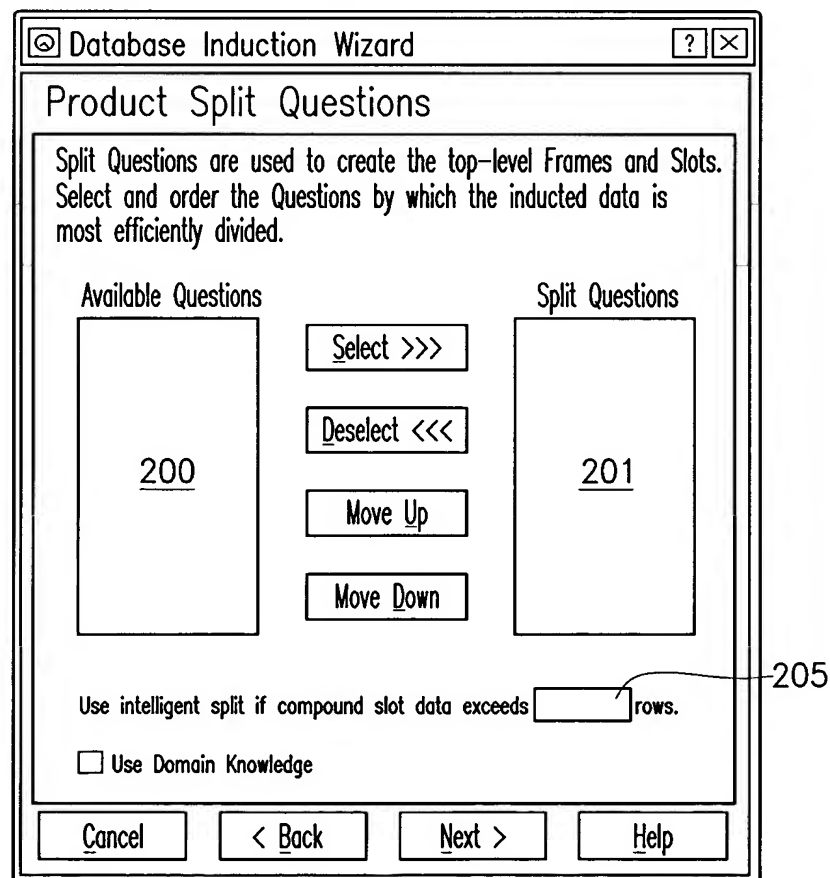 Database Induction Wizard ?
Product Split Questions
Split Questions are used to create the top-level Frames and Slots.
Select and order the Questions by which the inducted data is
most efficiently divided.
Available Questions
Split Questions
200
Select >>>
Deselect <<<
Move Up
Move Down
201
Use intelligent split if compound slot data exceeds rows.
205
Use Domain Knowledge
Cancel
< Back
Next >
Help